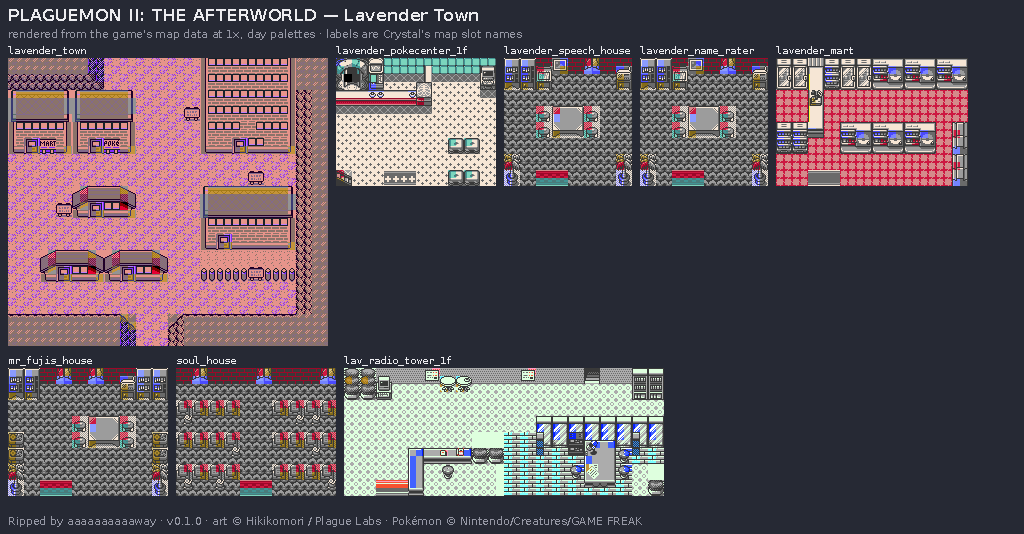 PLAGUEMON II: THE AFTERWORLD — Lavender Town
rendered from the game's map data at 1x, day palettes · labels are Crystal's map slot names
lavender_town
lavender_pokecenter_1f
lavender_speech_house
lavender_name_rater
lavender_mart
MART
POKé
mr_fujis_house
soul_house
lav_radio_tower_1f
Ripped by aaaaaaaaaaway · v0.1.0 · art © Hikikomori / Plague Labs · Pokémon © Nintendo/Creatures/GAME FREAK